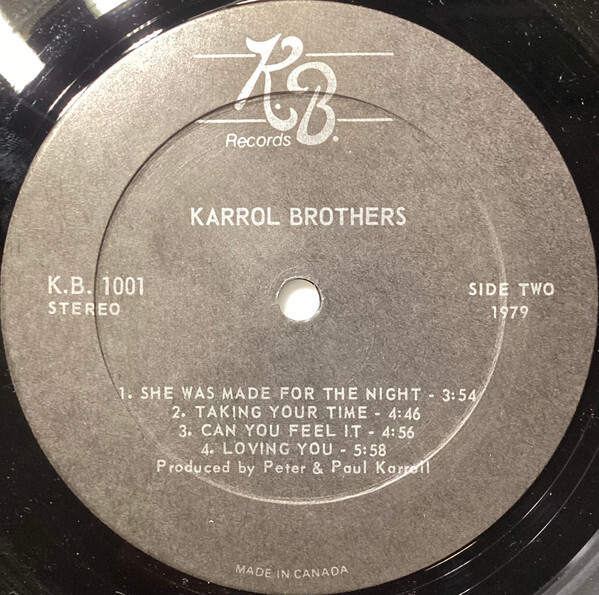 K.B.
Records
KARROL BROTHERS
K.B. 1001
STEREO
SIDE TWO
1979
1. SHE WAS MADE FOR THE NIGHT - 3:54
2. TAKING YOUR TIME - 4:46
3. CAN YOU FEEL IT - 4:56
4. LOVING YOU - 5:58
Produced by Peter & Paul Karroll
MADE IN CANADA